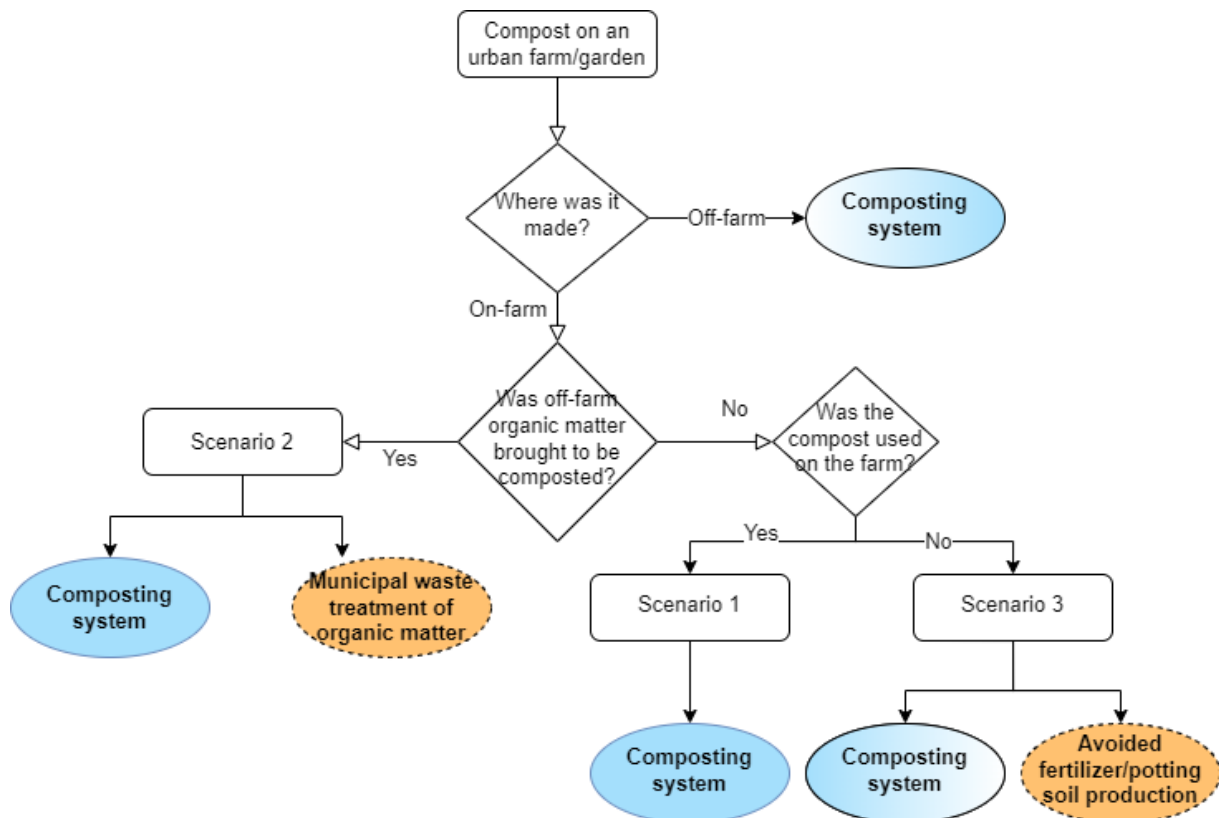 Compost on an
urban farm/garden
Where was it
made?
Off-farm
Composting
system
On-farm
Was off-farm
organic matter
brought to be
composted?
No
Was the
compost used
on the farm?
Yes
Scenario 2
Composting
system
Municipal waste
treatment of
organic matter
Yes
No
Scenario 1
Scenario 3
Composting
system
Composting
system
Avoided
fertilizer/potting
soil production